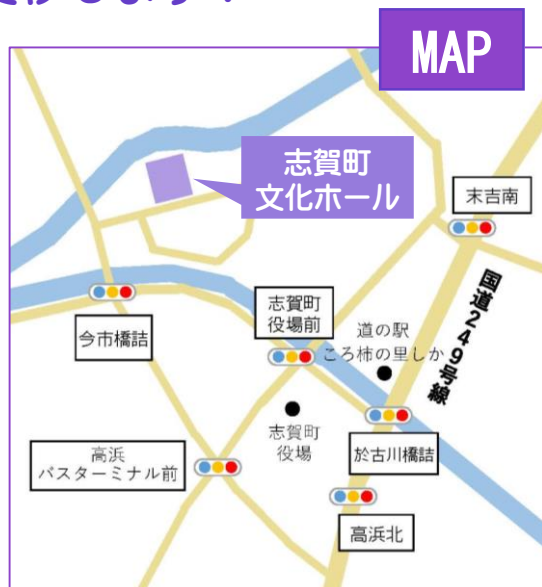 MAP
志賀町
文化ホール
末吉南
国道249号線
志賀町
役場前
道の駅
ころ柿の里しか
今市橋詰
志賀町
役場
於古川橋詰
高浜
バスターミナル前
高浜北